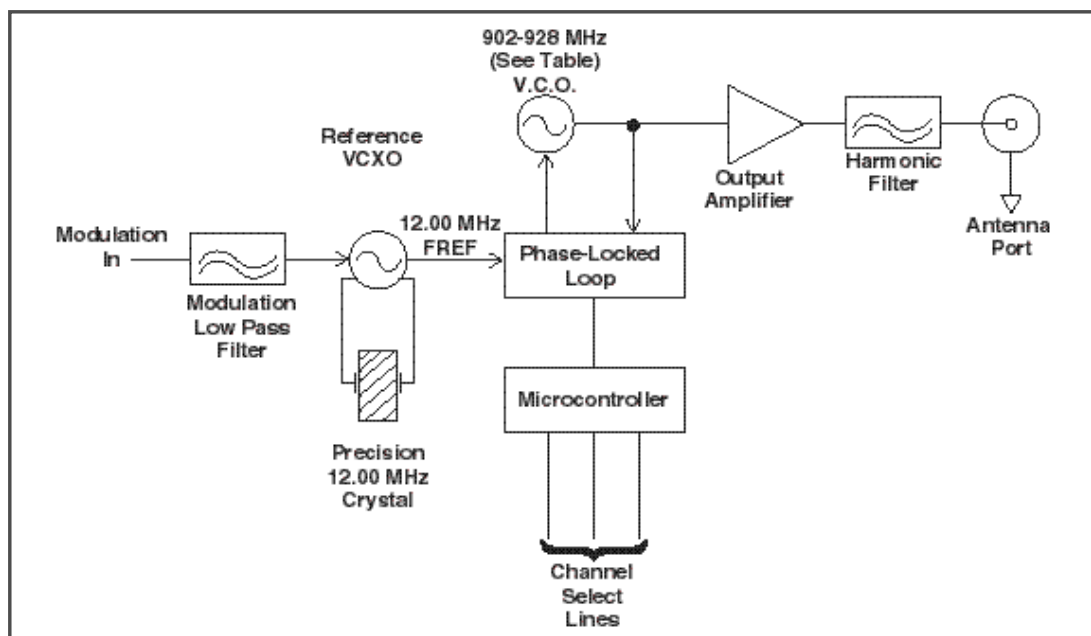 902-928 MHz
(See Table)
V.C.O.
Reference
VCXO
Output
Amplifier
Harmonic
Filter
Antenna
Port
Modulation
In
12.00 MHz
FREF
Phase-Locked
Loop
Modulation
Low Pass
Filter
Microcontroller
Precision
12.00 MHz
Crystal
Channel
Select
Lines